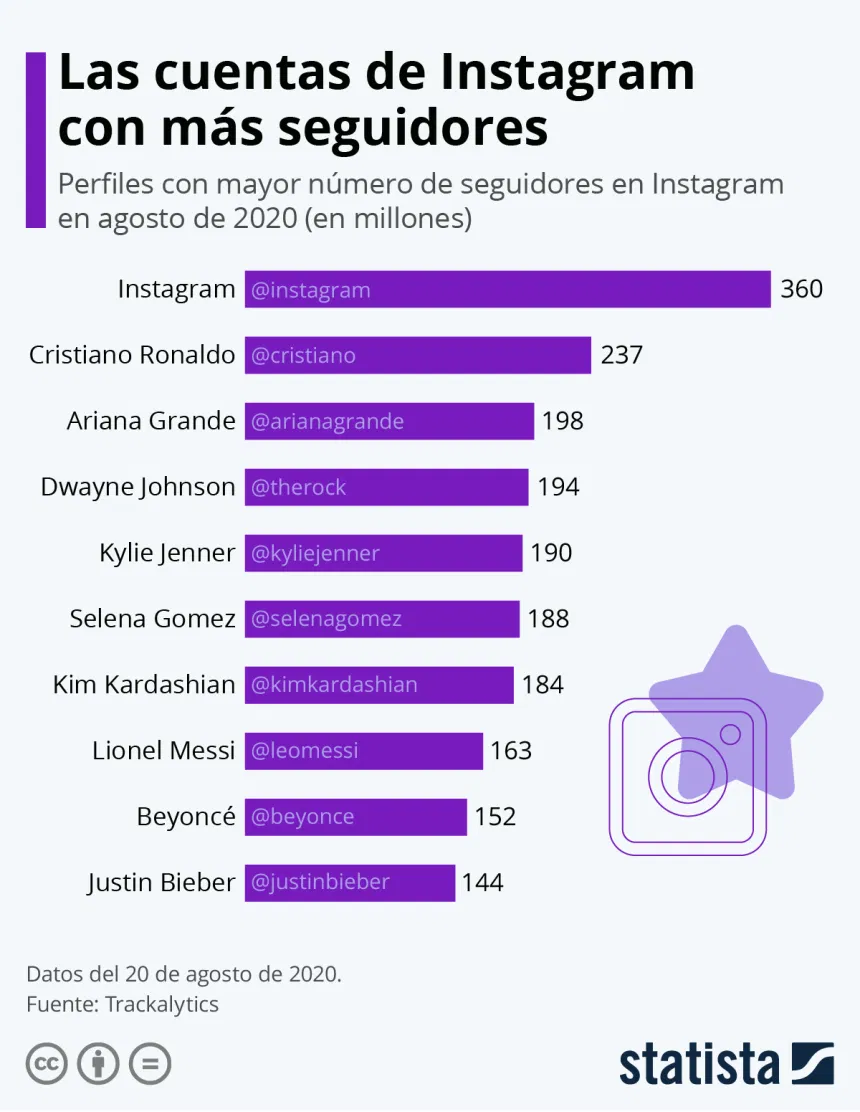 Las cuentas de Instagram
con más seguidores
Perfiles con mayor número de seguidores en Instagram
en agosto de 2020 (en millones)
Instagram @instagram 360
Cristiano Ronaldo @cristiano 237
Ariana Grande @arianagrande 198
Dwayne Johnson @therock 194
Kylie Jenner @kyliejenner 190
Selena Gomez @selenagomez 188
Kim Kardashian @kimkardashian 184
Lionel Messi @leomessi 163
Beyoncé @beyonce 152
Justin Bieber @justinbieber 144
Datos del 20 de agosto de 2020.
Fuente: Trackalytics
cc
statista